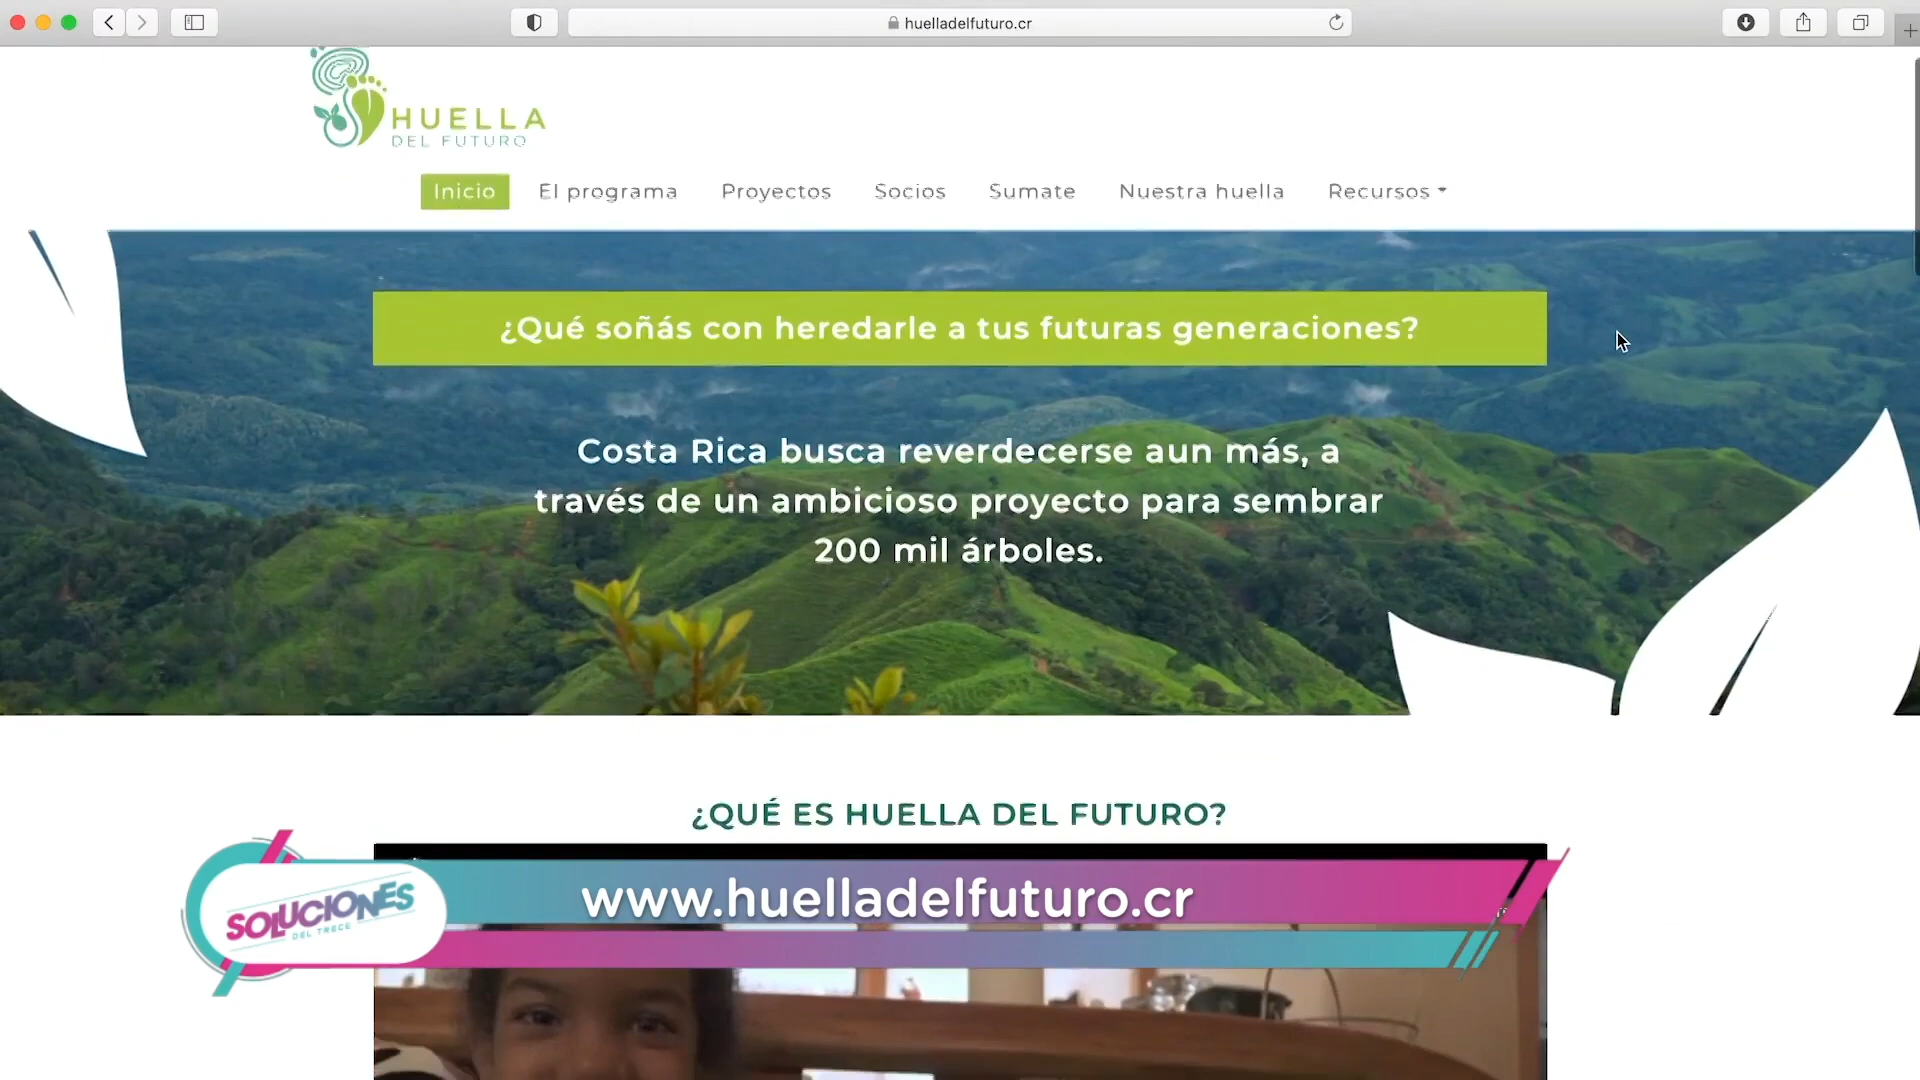 huelladelfuturo.cr
HUELLA
DEL FUTURO
Inicio El programa Proyectos Socios Sumate Nuestra huella Recursos
¿Qué soñás con heredarle a tus futuras generaciones?
Costa Rica busca reverdecerse aun más, a
través de un ambicioso proyecto para sembrar
200 mil árboles.
¿QUÉ ES HUELLA DEL FUTURO?
www.huelladelfuturo.cr
SOLUCIONES
DEL TRECE